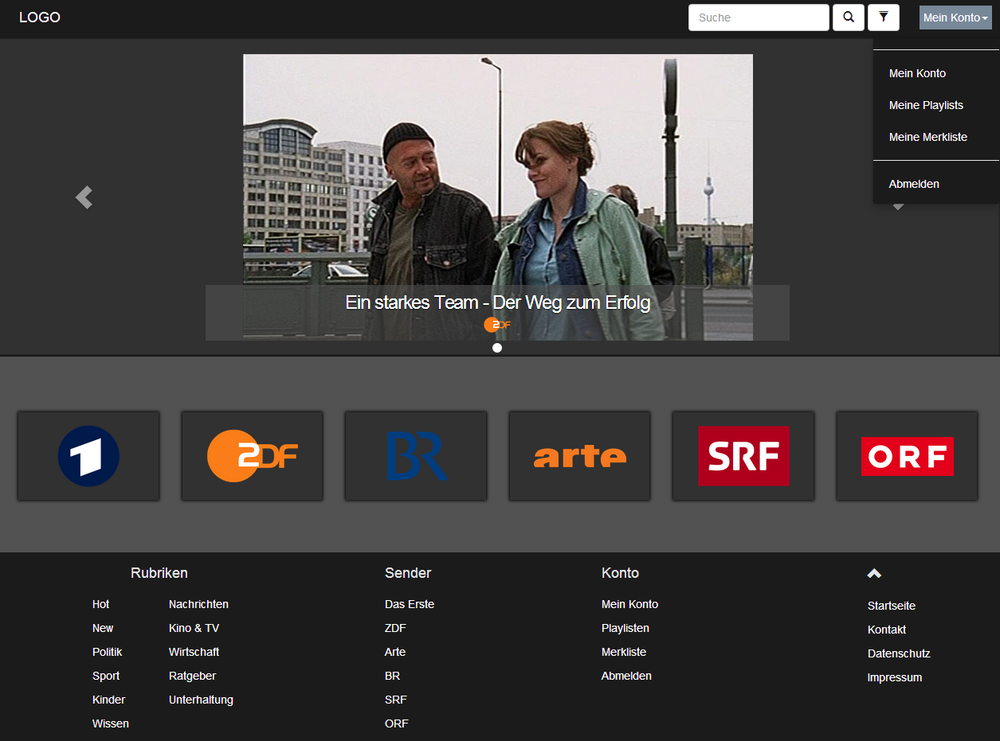 LOGO
Suche
Mein Konto
Mein Konto
Meine Playlists
Meine Merkliste
Abmelden
Ein starkes Team - Der Weg zum Erfolg
2DF
1
2DF
BR
arte
SRF
ORF
Rubriken
Hot
New
Politik
Sport
Kinder
Wissen
Nachrichten
Kino & TV
Wirtschaft
Ratgeber
Unterhaltung
Sender
Das Erste
ZDF
Arte
BR
SRF
ORF
Konto
Mein Konto
Playlisten
Merkliste
Abmelden
Startseite
Kontakt
Datenschutz
Impressum